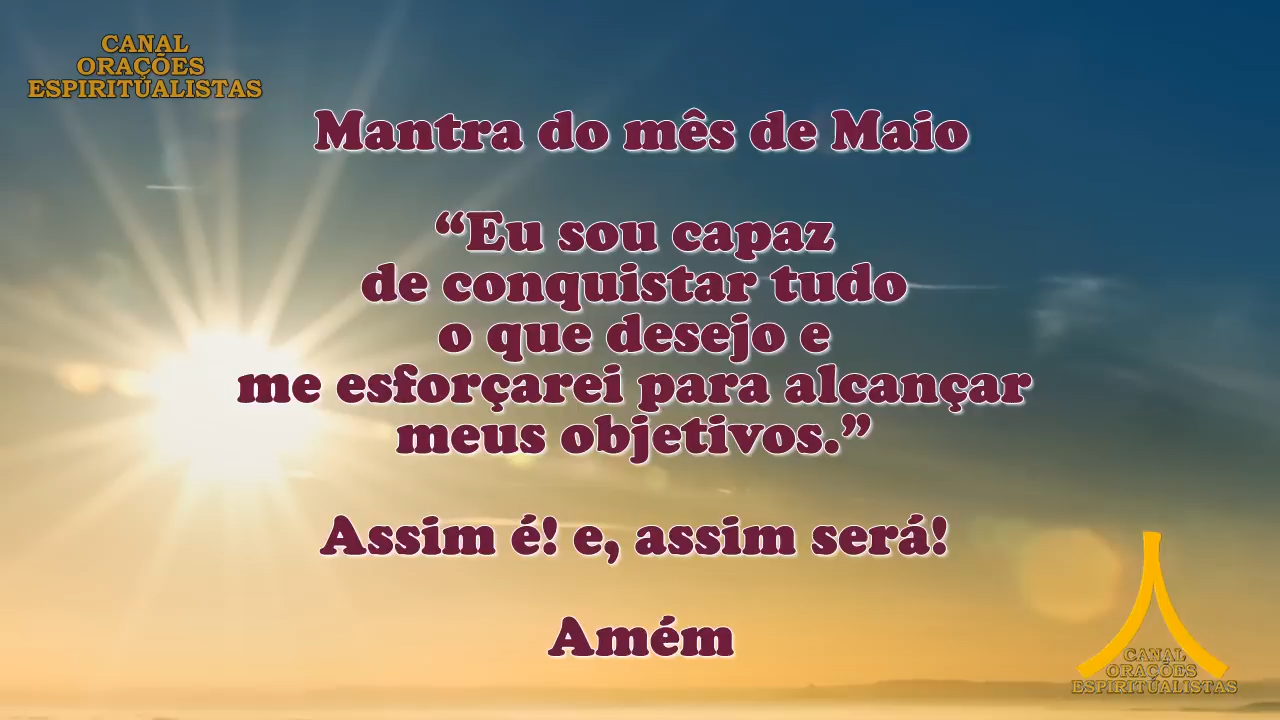 CANAL
ORAÇÕES
ESPIRITUALISTAS
Mantra do mês de Maio
“Eu sou capaz
de conquistar tudo
o que desejo e
me esforçarei para alcançar
meus objetivos.”
Assim é! e, assim será!
Amém
CANAL
ORAÇÕES
ESPIRITUALISTAS